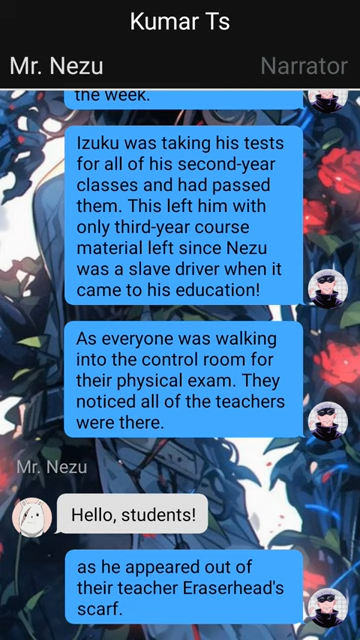 Kumar Ts
Mr. Nezu
Narrator
the week.
Izuku was taking his tests
for all of his second-year
classes and had passed
them. This left him with
only third-year course
material left since Nezu
was a slave driver when it
came to his education!
As everyone was walking
into the control room for
their physical exam. They
noticed all of the teachers
were there.
Mr. Nezu
Hello, students!
as he appeared out of
their teacher Eraserhead's
scarf.